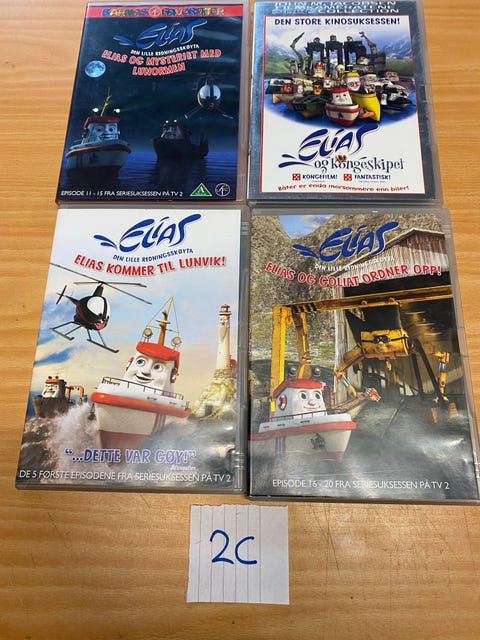 BARNAS FAVORITTER
ELIAS
DEN LILLE REDNINGSSKØYTA
ELIAS OG MYSTERIET MED
LUNORMEN
EPISODE 11 - 15 FRA SERIESUKSESSEN PÅ TV 2
A
SF
DEN STORE KINOSUKSESSEN!
ELIAS
og kongeskipet
KONGEFILM!
FANTASTISK!
Båter er enda morsommere enn biler!
ELIAS
DEN LILLE REDNINGSSKØYTA
ELIAS KOMMER TIL LUNVIK!
"...DETTE VAR GØY!"
DE 5 FØRSTE EPISODENE FRA SERIESUKSESSEN PÅ TV 2
ELIAS
DEN LILLE REDNINGSSKØYTA
ELIAS OG GOLIAT ORDNER OPP!
EPISODE 16 - 20 FRA SERIESUKSESSEN PÅ TV 2
2C